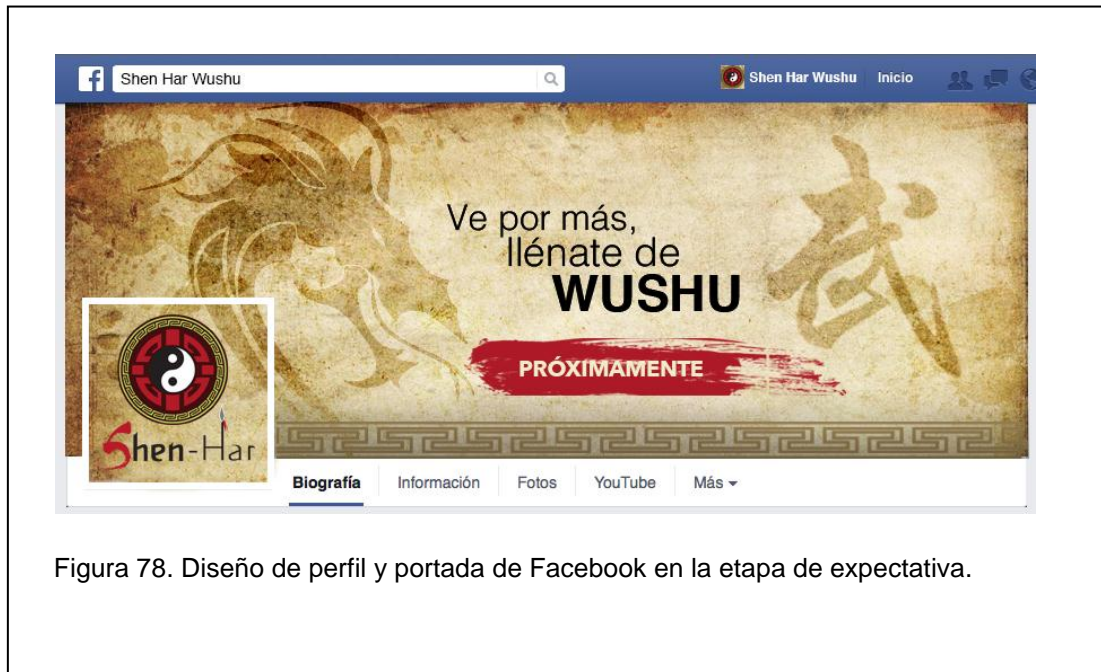 Shen Har Wushu
Shen Har Wushu Inicio
Ve por más,
llénate de
WUSHU
武
PRÓXIMAMENTE
Shen-Har
Biografía Información Fotos YouTube Más
Figura 78. Diseño de perfil y portada de Facebook en la etapa de expectativa.